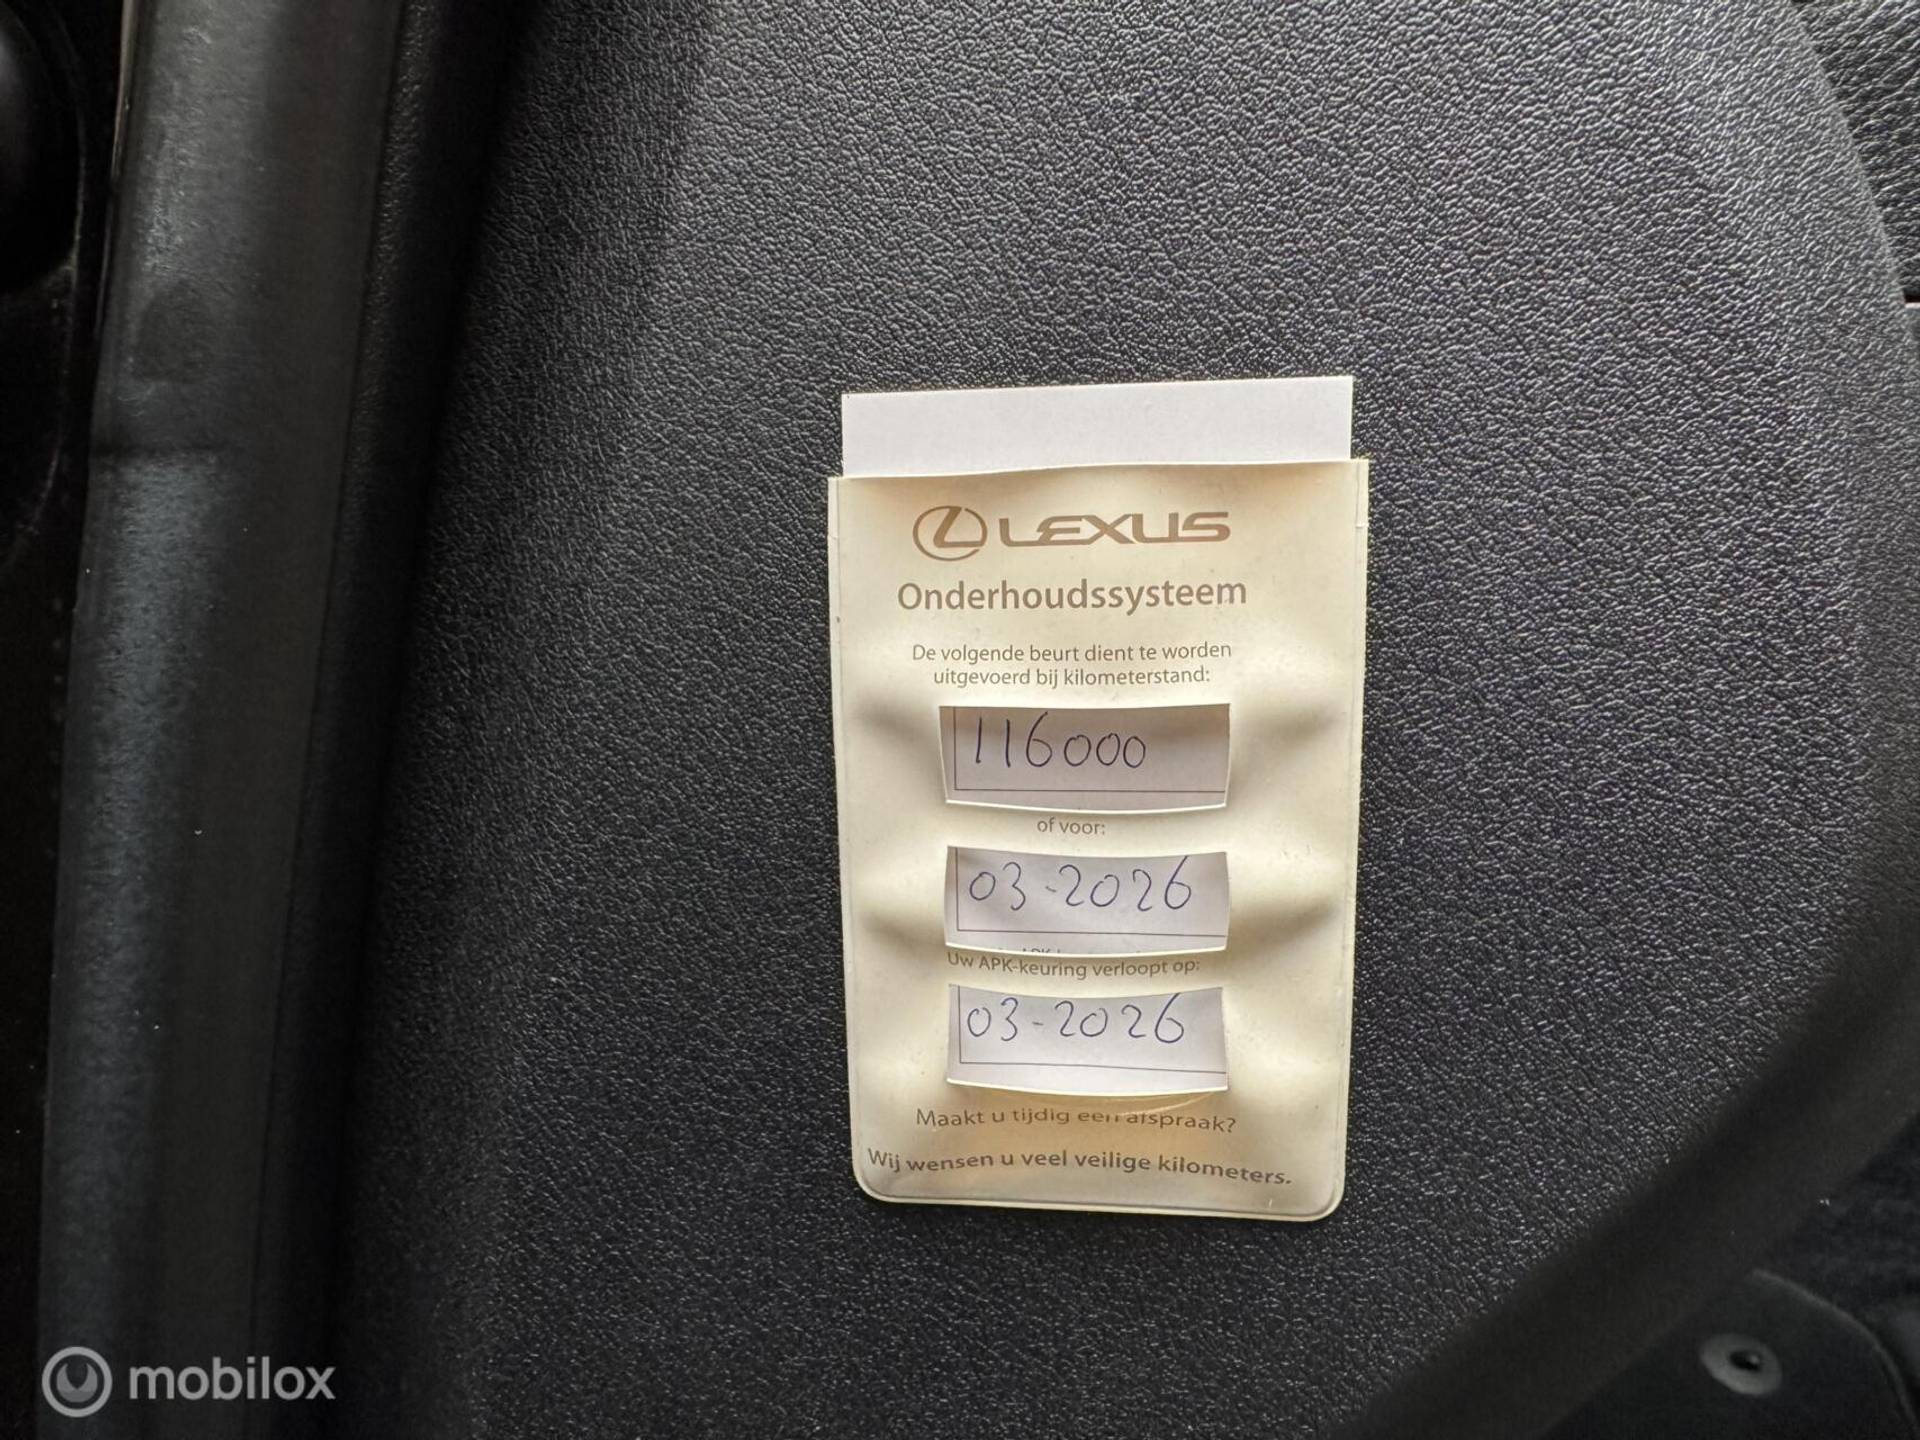 LEXUS
Onderhoudssysteem
De volgende beurt dient te worden
uitgevoerd bij kilometerstand:
116000
of voor:
03-2026
Uw APK-keuring verloopt op:
03-2026
Maakt u tijdig een afspraak?
Wij wensen u veel veilige kilometers.
mobilox